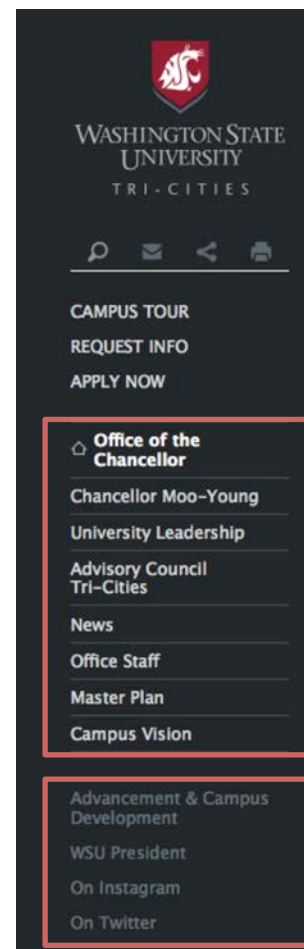 WASHINGTON STATE
UNIVERSITY
TRI-CITIES
CAMPUS TOUR
REQUEST INFO
APPLY NOW
Office of the
Chancellor
Chancellor Moo-Young
University Leadership
Advisory Council
Tri-Cities
News
Office Staff
Master Plan
Campus Vision
Advancement & Campus
Development
WSU President
On Instagram
On Twitter